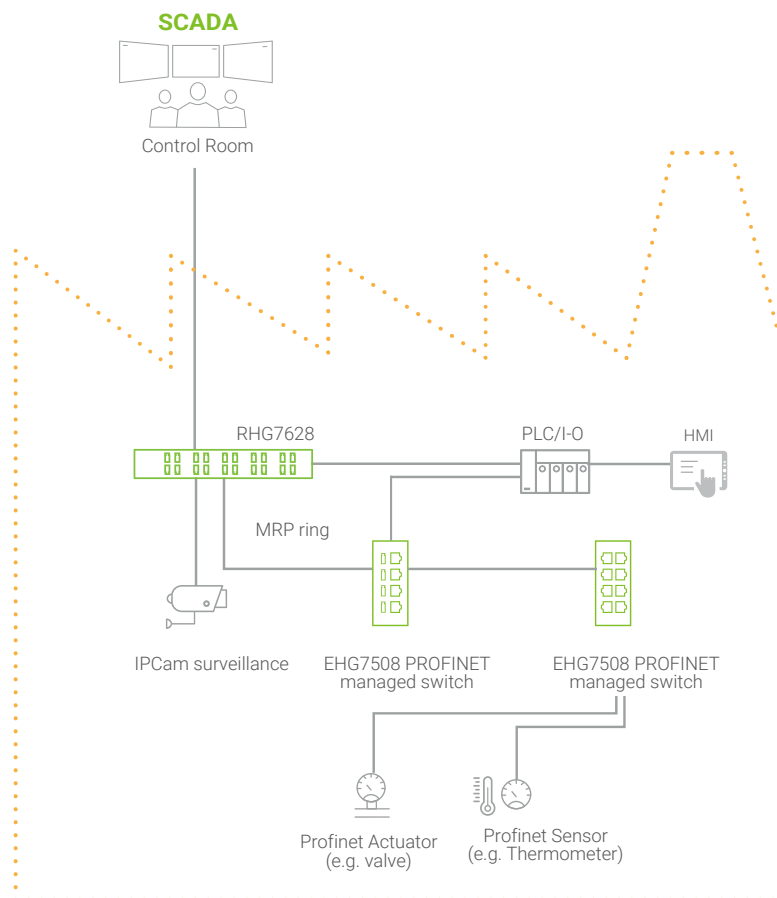 SCADA
Control Room
RHG7628
PLC/I-O
HMI
MRP ring
IPCam surveillance
EHG7508 PROFINET
managed switch
EHG7508 PROFINET
managed switch
Profinet Actuator
(e.g. valve)
Profinet Sensor
(e.g. Thermometer)